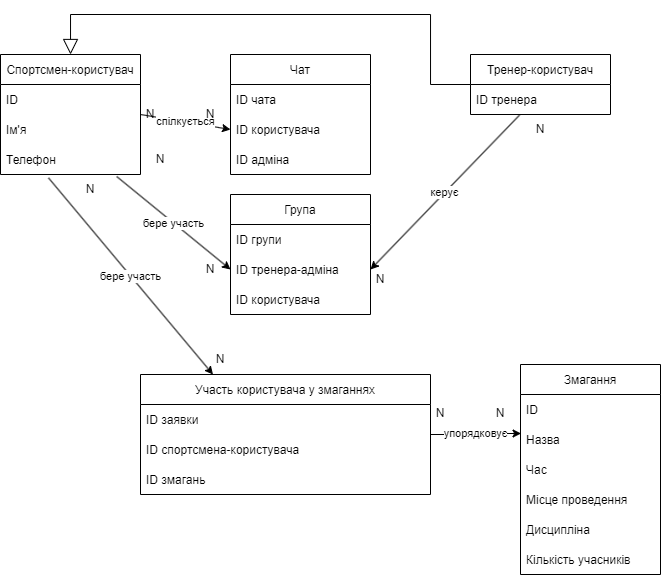 Спортсмен-користувач
ID
Ім'я
Телефон
Чат
ID чата
ID користувача
ID адміна
Тренер-користувач
ID тренера
N
спілкується
N
N
N
N
бере участь
N
керує
N
Група
ID групи
ID тренера-адміна
ID користувача
бере участь
N
Участь користувача у змаганнях
ID заявки
ID спортсмена-користувача
ID змагань
N
упорядковує
N
Змагання
ID
Назва
Час
Місце проведення
Дисципліна
Кількість учасників